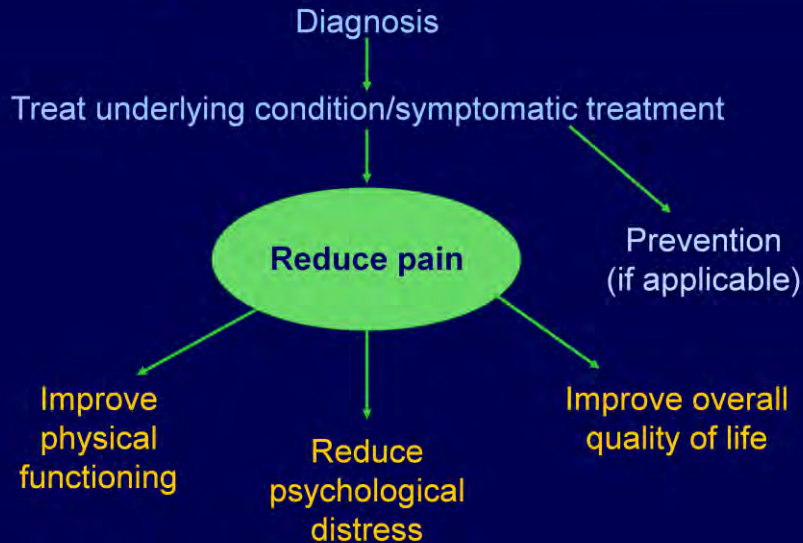 Diagnosis
Treat underlying condition/symptomatic treatment
Reduce pain
Prevention
(if applicable)
Improve
physical
functioning
Reduce
psychological
distress
Improve overall
quality of life